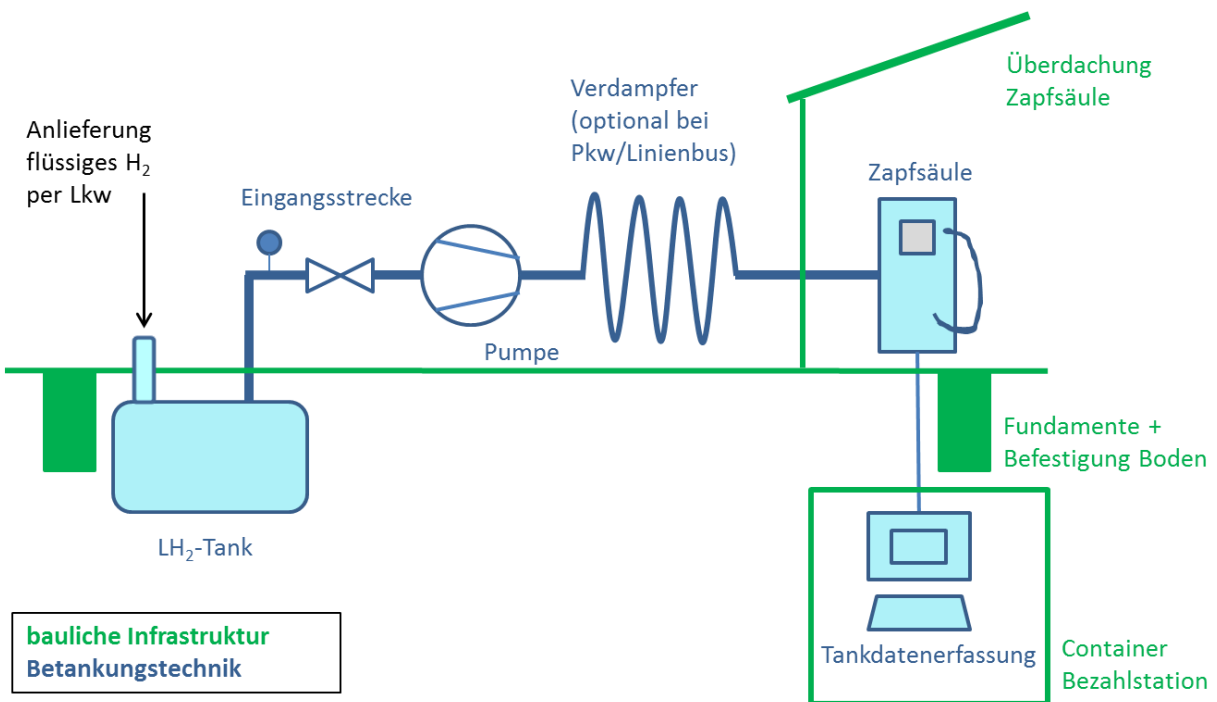 Überdachung
Zapfsäule
Verdampfer
(optional bei
Pkw/Linienbus)
Anlieferung
flüssiges H₂
per Lkw
Zapfsäule
Eingangsstrecke
Pumpe
Fundamente +
Befestigung Boden
LH₂-Tank
bauliche Infrastruktur
Betankungstechnik
Tankdatenerfassung
Container
Bezahlstation